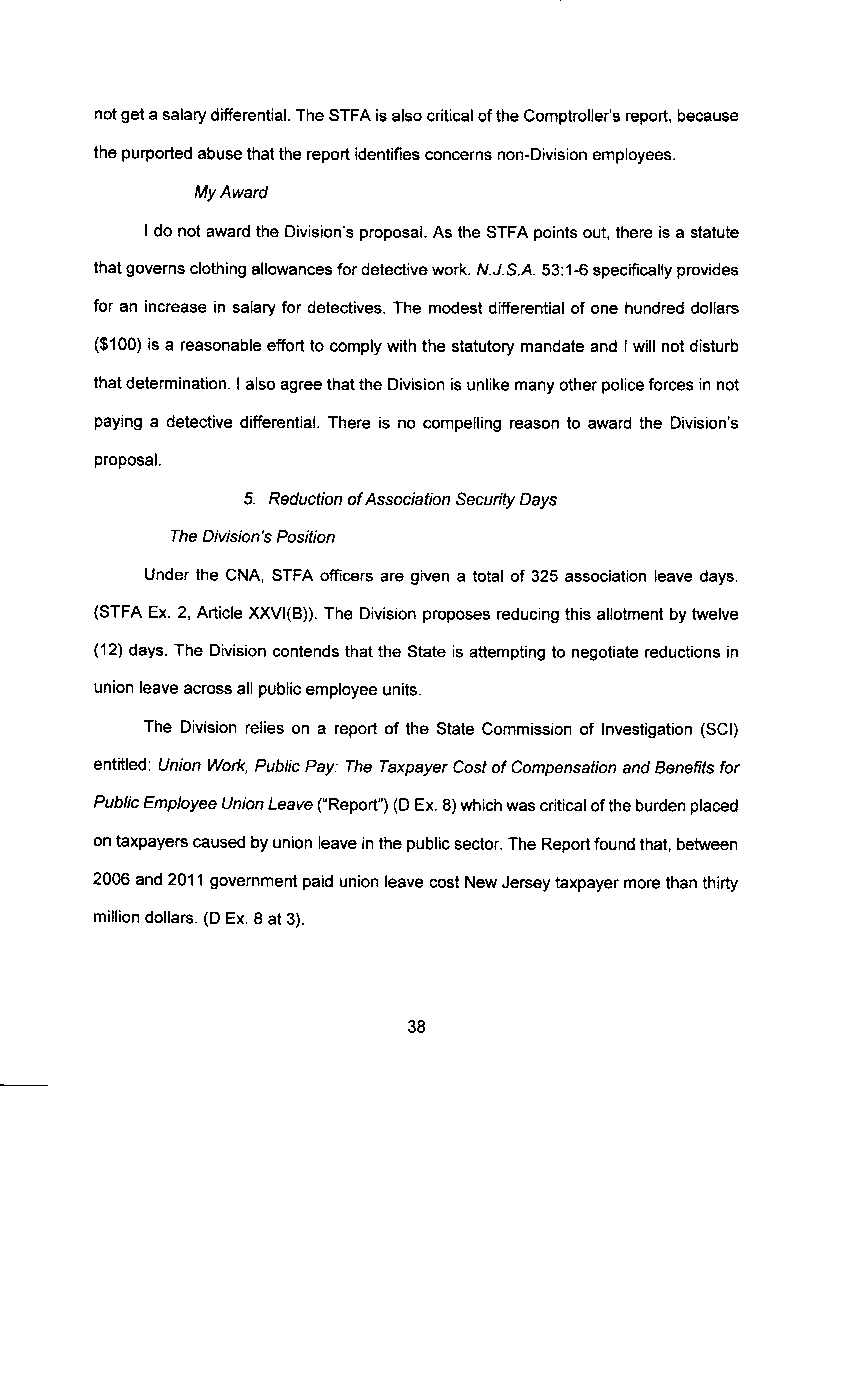 not get a salary differential. The STFA is also critical of the Comptroller's report, because
the purported abuse that the report identifies concerns non-Division employees.
My Award
I do not award the Division's proposal. As the STFA points out, there is a statute
that governs clothing allowances for detective work. N.J.S.A. 53:1-6 specifically provides
for an increase in salary for detectives. The modest differential of one hundred dollars
($100) is a reasonable effort to comply with the statutory mandate and I will not disturb
that determination. I also agree that the Division is unlike many other police forces in not
paying a detective differential. There is no compelling reason to award the Division's
proposal.
5. Reduction of Association Security Days
The Division's Position
Under the CNA, STFA officers are given a total of 325 association leave days.
(STFA Ex. 2, Article XXVI(B)). The Division proposes reducing this allotment by twelve
(12) days. The Division contends that the State is attempting to negotiate reductions in
union leave across all public employee units.
The Division relies on a report of the State Commission of Investigation (SCI)
entitled: Union Work, Public Pay: The Taxpayer Cost of Compensation and Benefits for
Public Employee Union Leave ("Report") (D Ex. 8) which was critical of the burden placed
on taxpayers caused by union leave in the public sector. The Report found that, between
2006 and 2011 government paid union leave cost New Jersey taxpayer more than thirty
million dollars. (D Ex. 8 at 3).
38